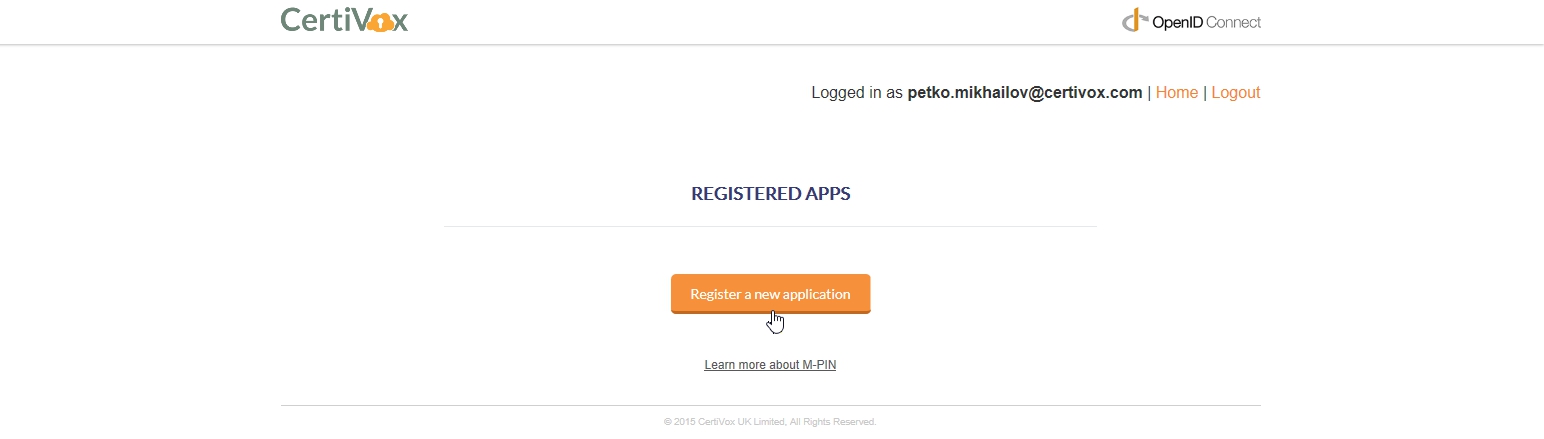 CertiVox
OpenID Connect
Logged in as petko.mikhailov@certivox.com | Home | Logout
REGISTERED APPS
Register a new application
Learn more about M-PIN
© 2015 CertiVox UK Limited, All Rights Reserved.